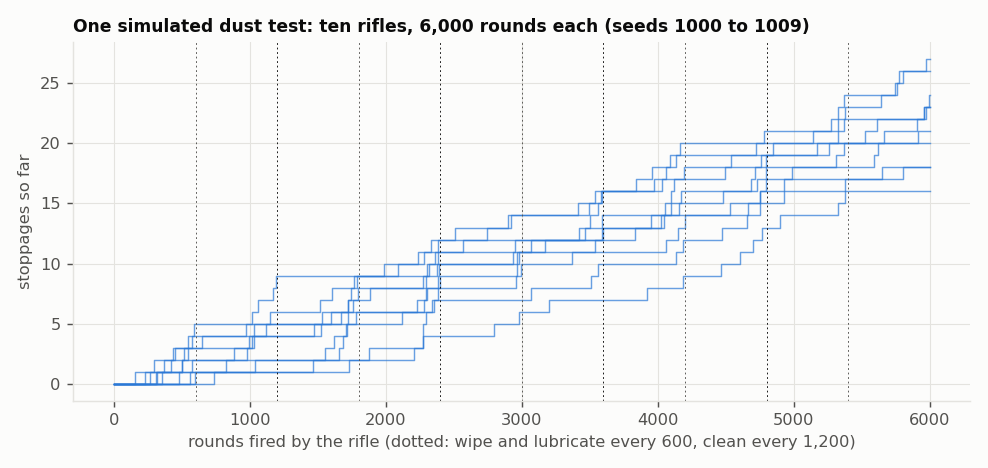 One simulated dust test: ten rifles, 6,000 rounds each (seeds 1000 to 1009)
stoppages so far
25
20
15
10
5
0
0 1000 2000 3000 4000 5000 6000
rounds fired by the rifle (dotted: wipe and lubricate every 600, clean every 1,200)